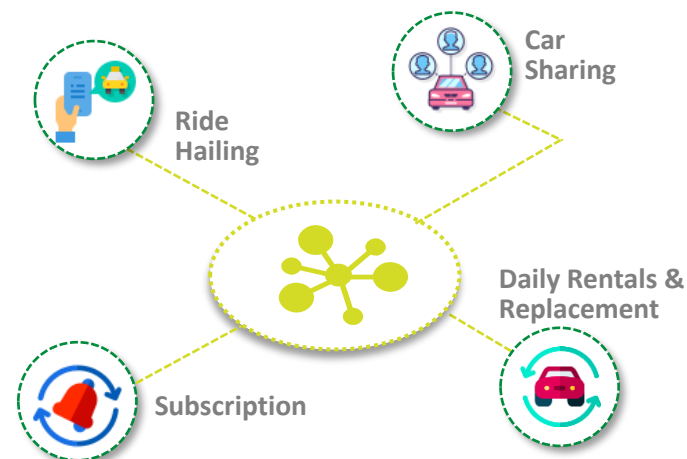 Car
Sharing
Ride
Hailing
Daily Rentals &
Replacement
Subscription